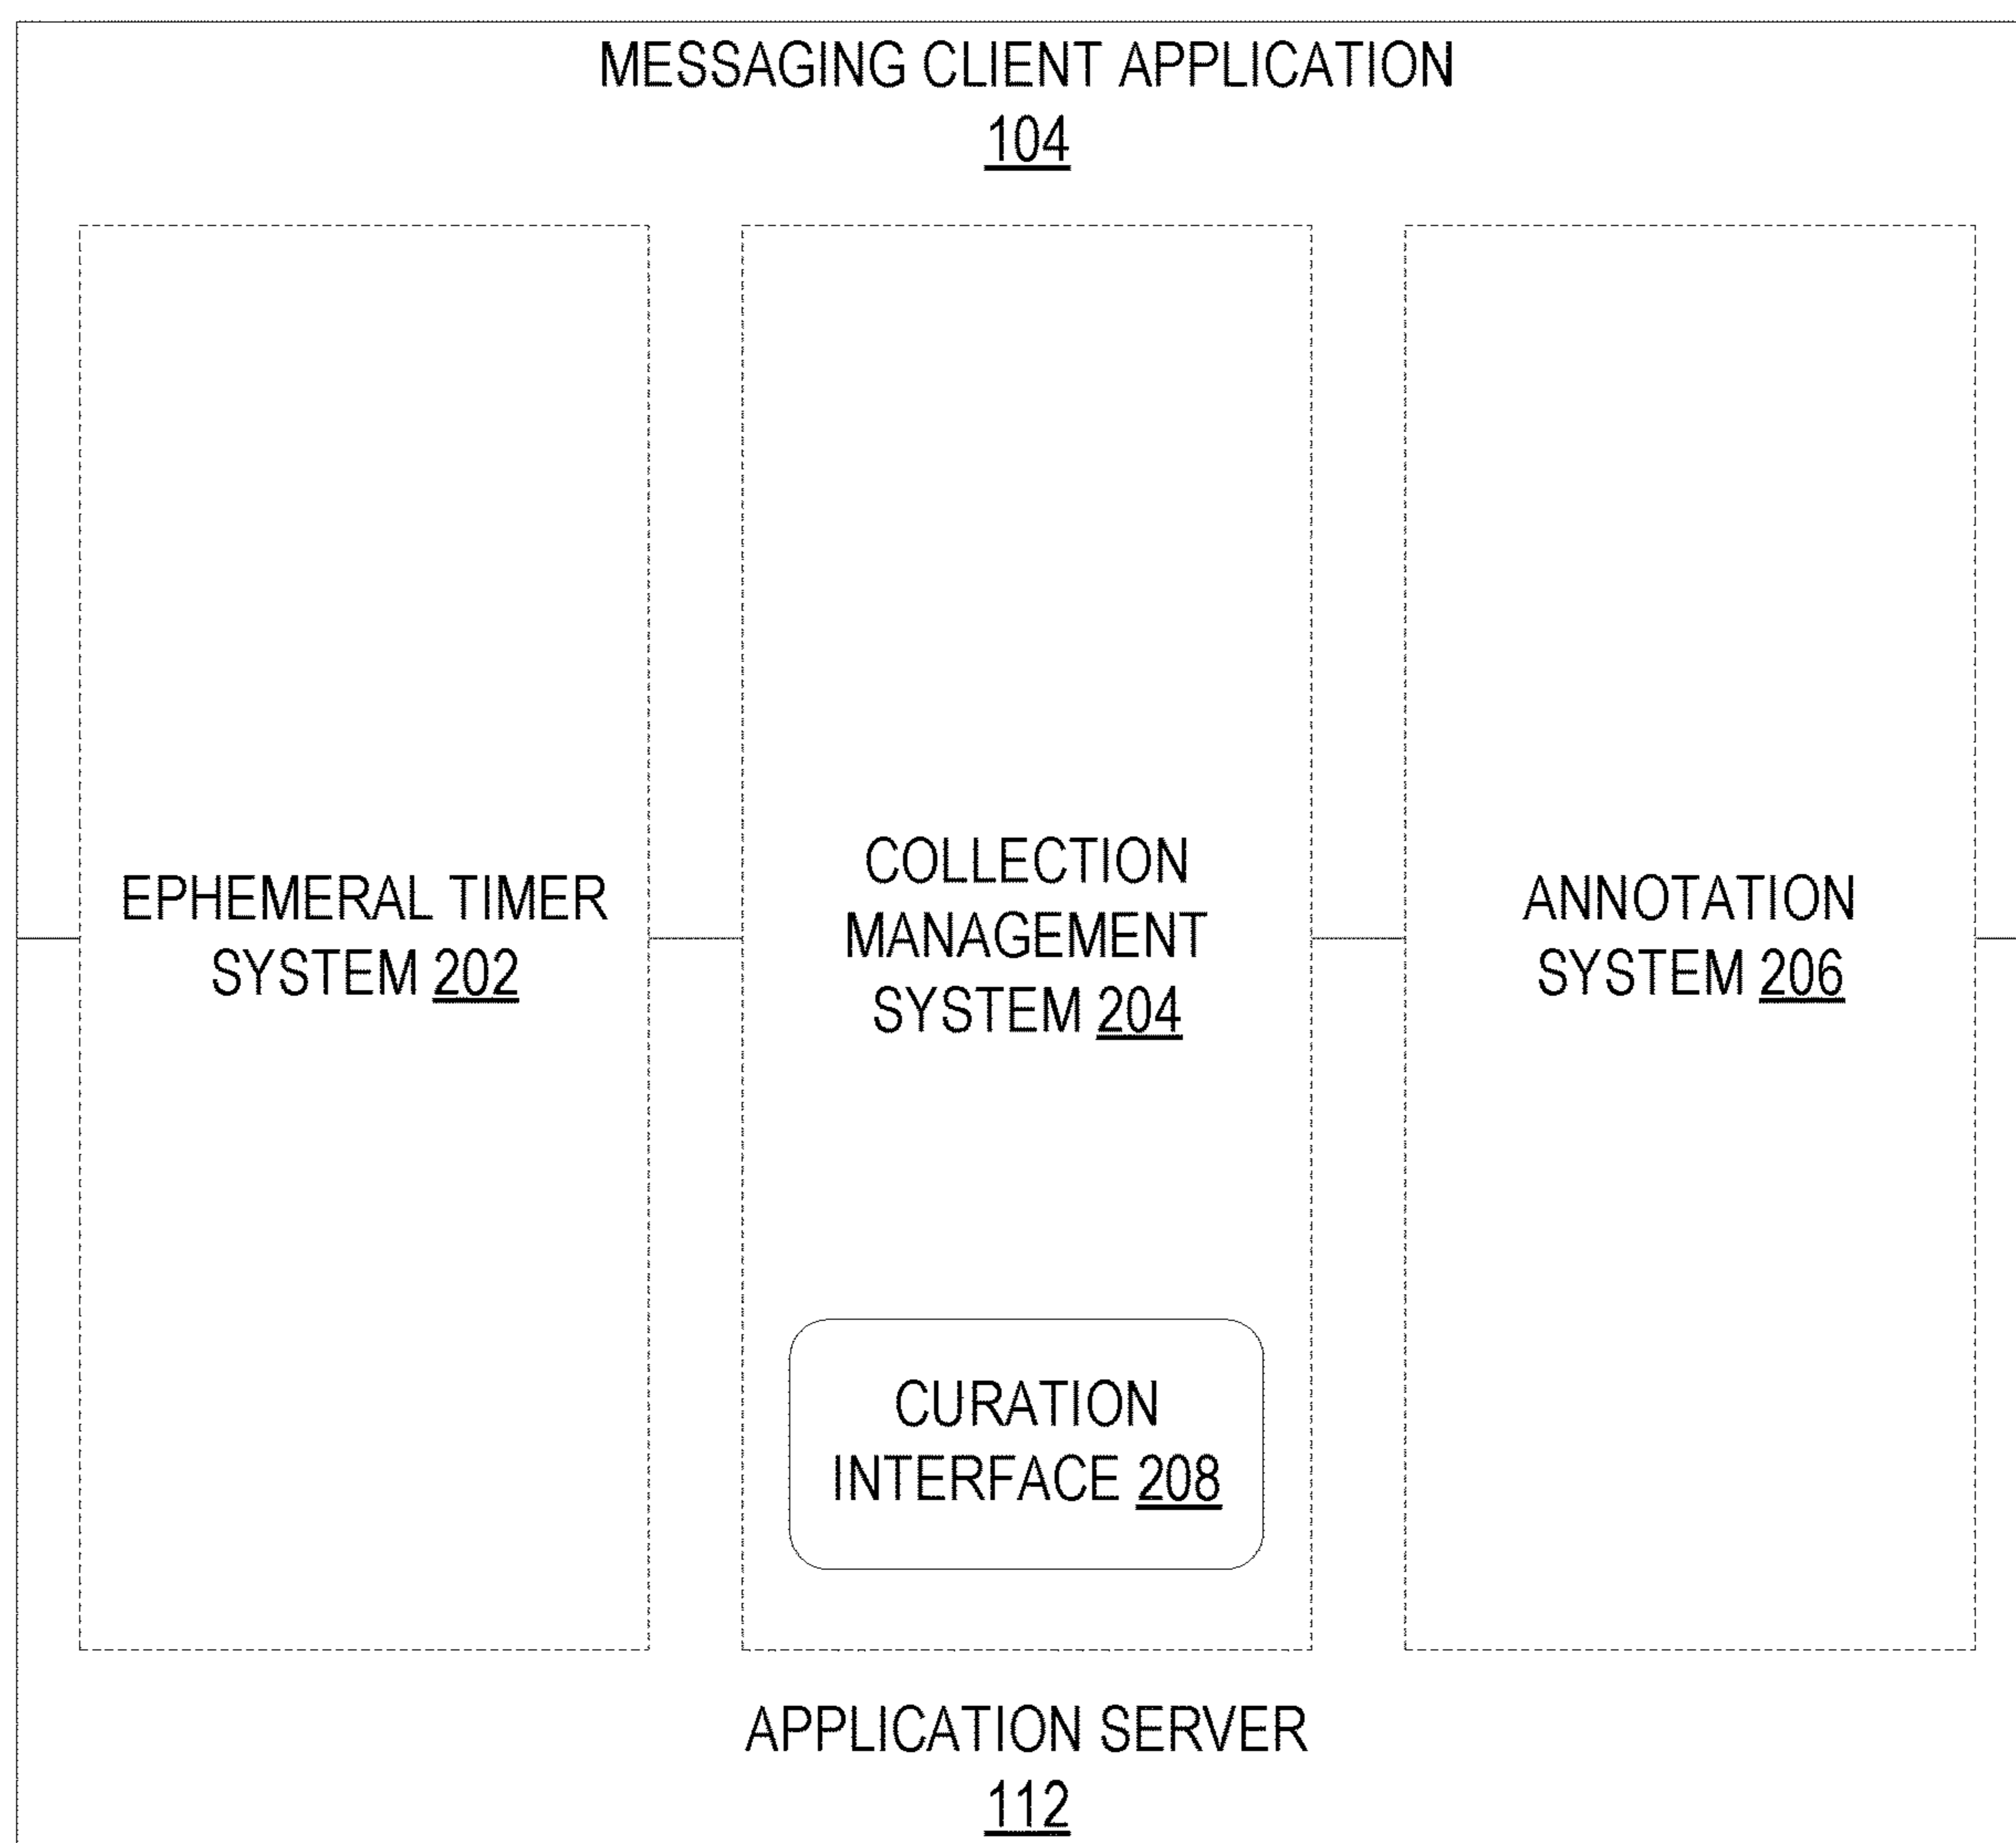 MESSAGING CLIENT APPLICATION
104
EPHEMERAL TIMER
SYSTEM 202
COLLECTION
MANAGEMENT
SYSTEM 204
ANNOTATION
SYSTEM 206
CURATION
INTERFACE 208
APPLICATION SERVER
112